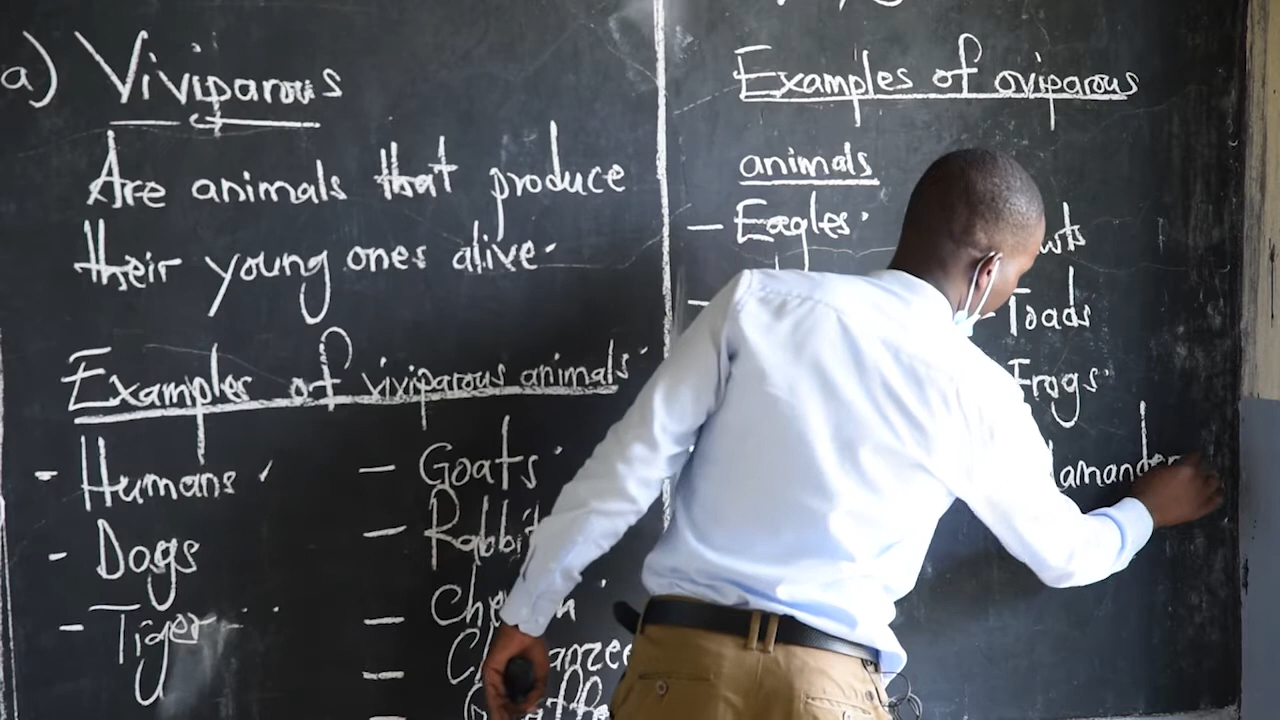 a) Viviparous
Are animals that produce
their young ones alive.
Examples of viviparous animals.
- Humans
- Dogs
- Tiger
- Goats
- Rabbit
-
-
Examples of oviparous
animals
- Eagles
-
Toads
Frogs